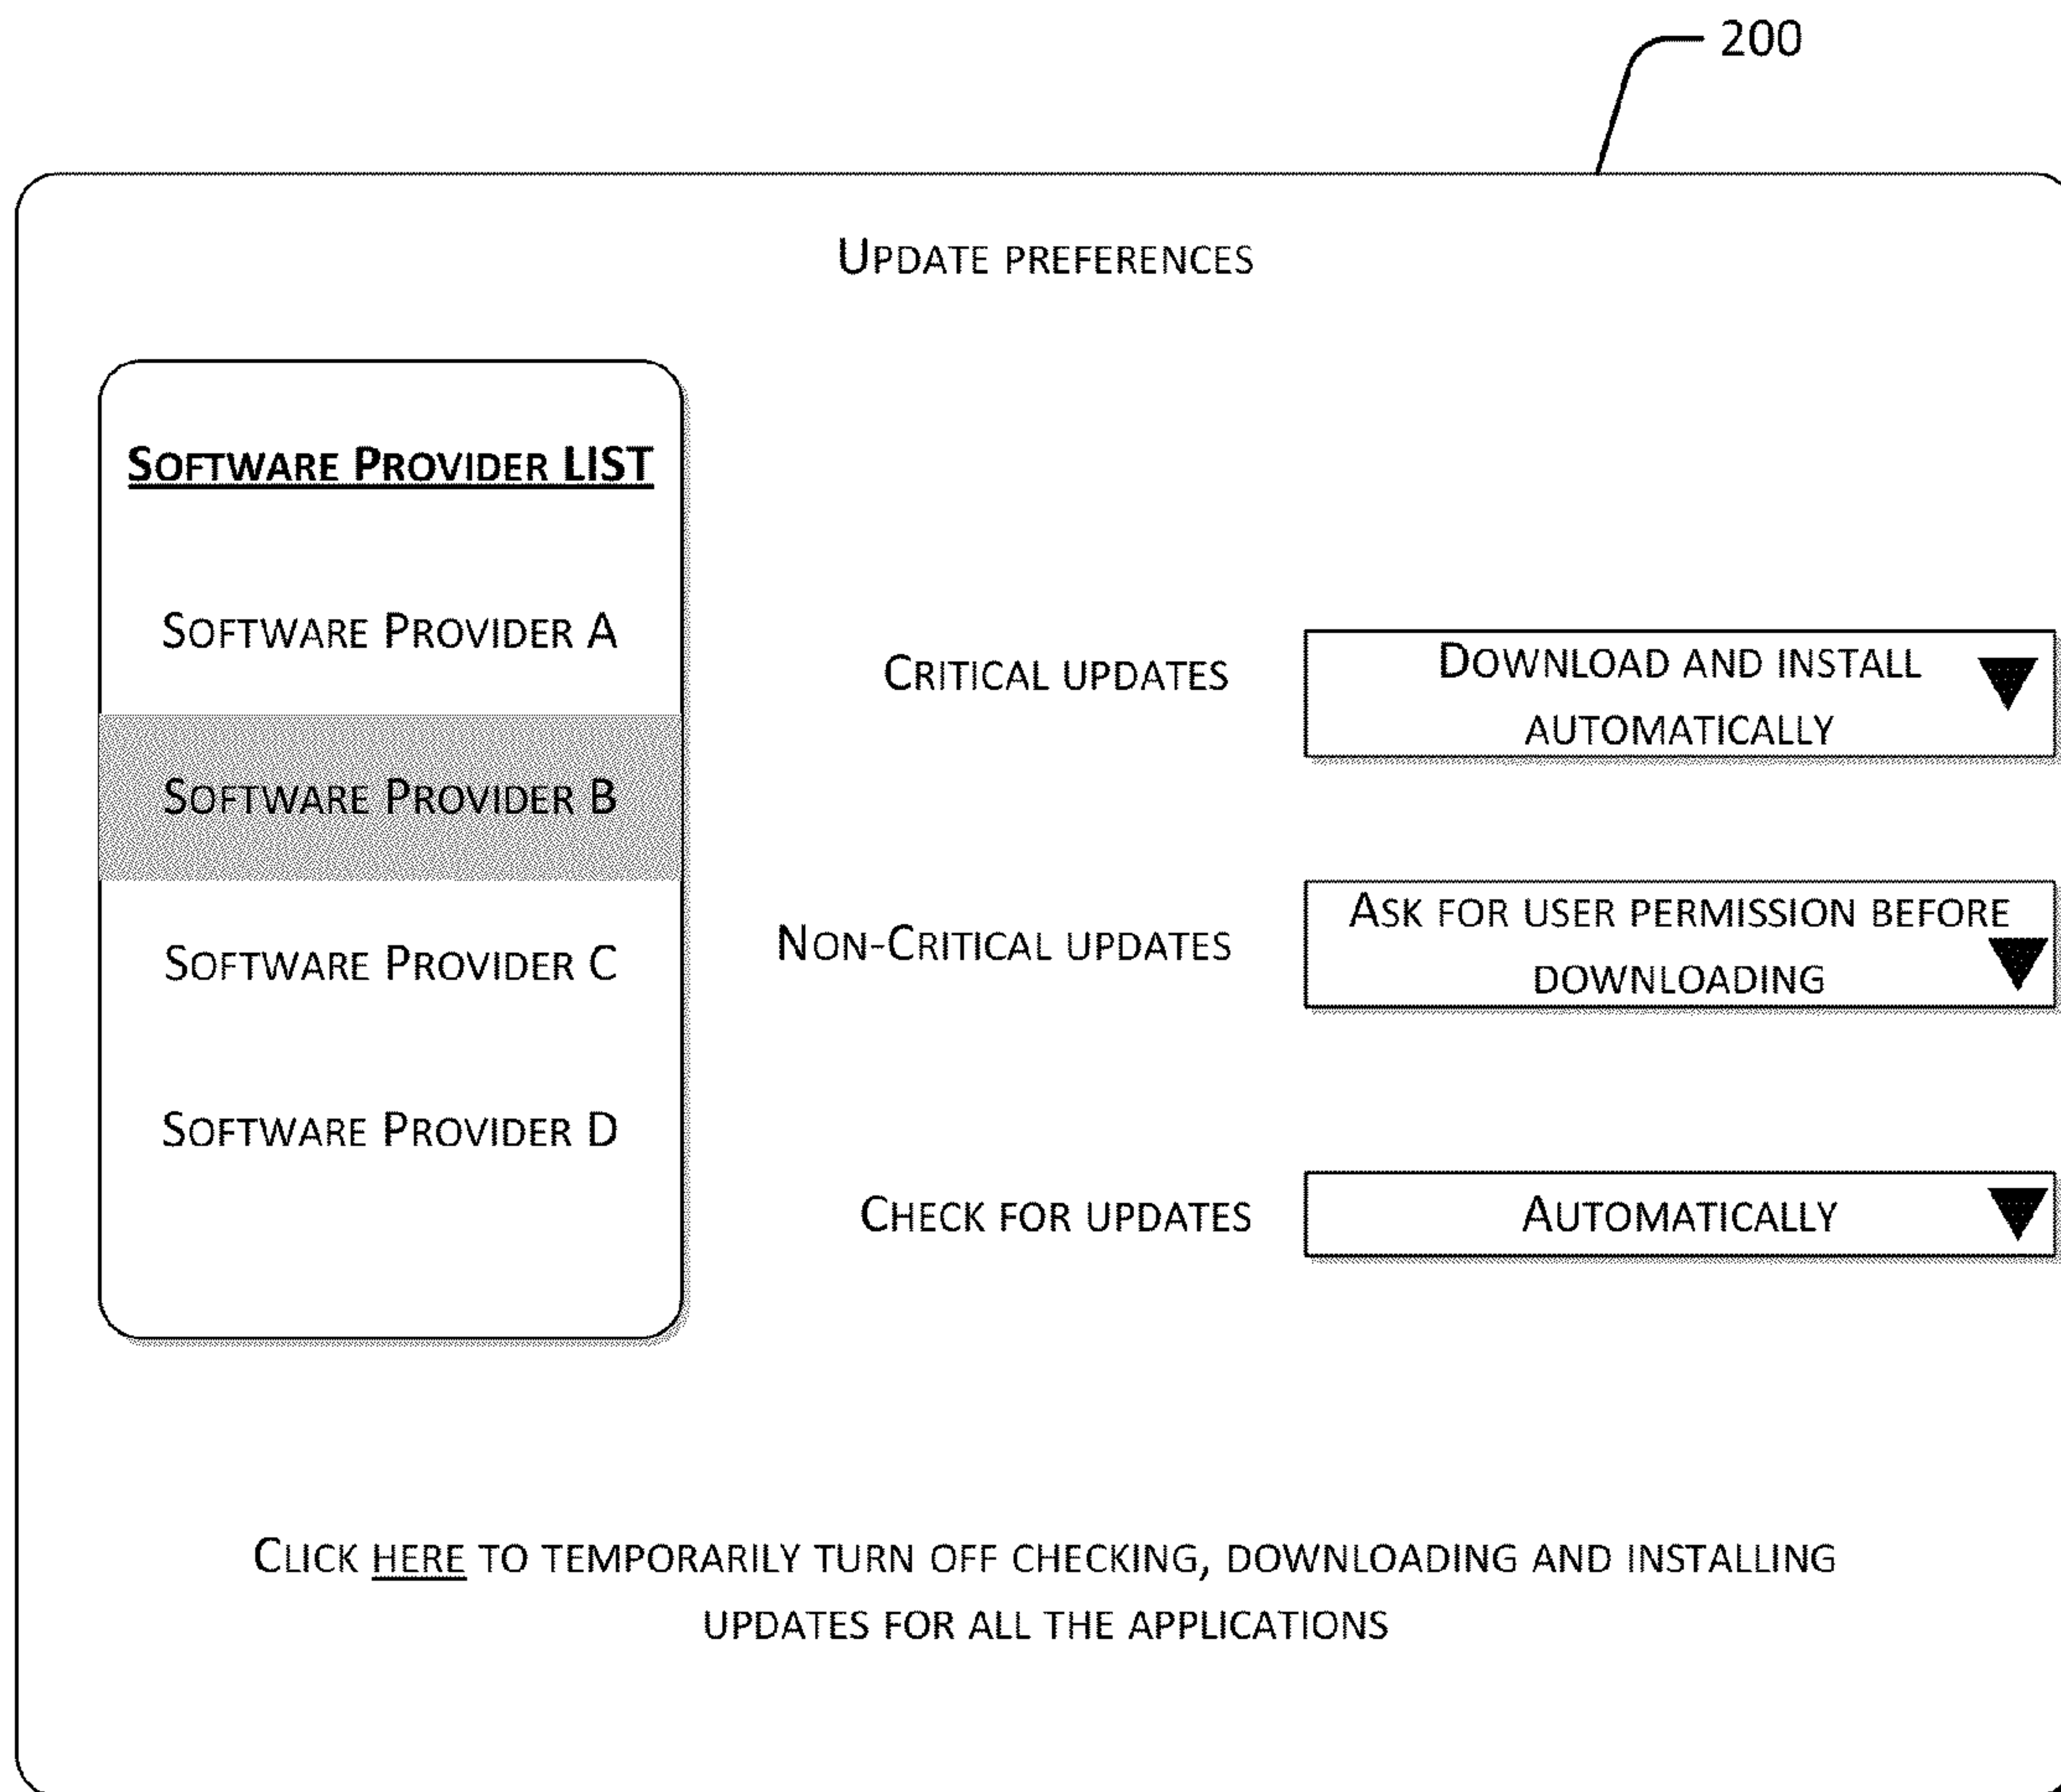 200
Update preferences
Software Provider LIST
Software Provider A
Software Provider B
Software Provider C
Software Provider D
Critical updates
Download and install
automatically
Non-Critical updates
Ask for user permission before
downloading
Check for updates
Automatically
Click here to temporarily turn off checking, downloading and installing
updates for all the applications